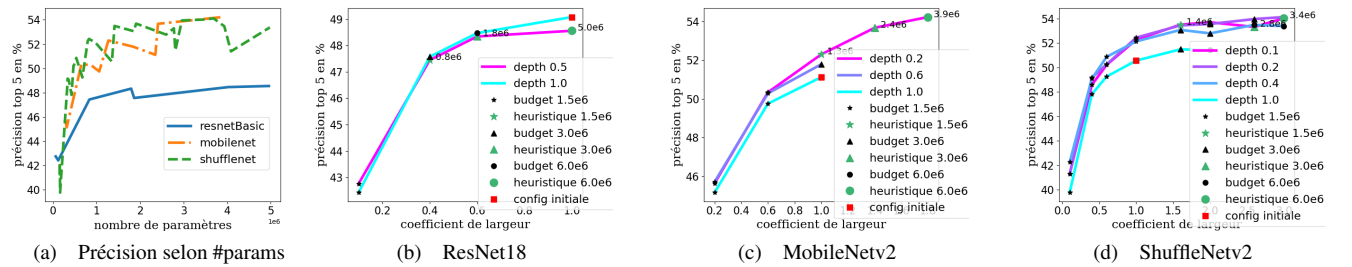 précision top 5 en %
54
52
50
48
46
44
42
40
resnetBasic
mobilenet
shufflenet
0
1
2
3
4
5
1e6
nombre de paramètres
(a) Précision selon #params
précision top 5 en %
49
48
47
46
45
44
43
0.8e6
1.8e6
5.0e6
depth 0.5
depth 1.0
budget 1.5e6
heuristique 1.5e6
budget 3.0e6
heuristique 3.0e6
budget 6.0e6
heuristique 6.0e6
config initiale
0.2
0.4
0.6
0.8
1.0
coefficient de largeur
(b) ResNet18
précision top 5 en %
54
52
50
48
46
2.4e6
3.9e6
depth 0.2
depth 0.6
depth 1.0
budget 1.5e6
heuristique 1.5e6
budget 3.0e6
heuristique 3.0e6
budget 6.0e6
heuristique 6.0e6
config initiale
0.2
0.4
0.6
0.8
1.0
coefficient de largeur
(c) MobileNetv2
précision top 5 en %
54
52
50
48
46
44
42
40
1.4e6
2.8e6
3.4e6
depth 0.1
depth 0.2
depth 0.4
depth 1.0
budget 1.5e6
heuristique 1.5e6
budget 3.0e6
heuristique 3.0e6
budget 6.0e6
heuristique 6.0e6
config initiale
0.0
0.5
1.0
1.5
2.0
coefficient de largeur
(d) ShuffleNetv2